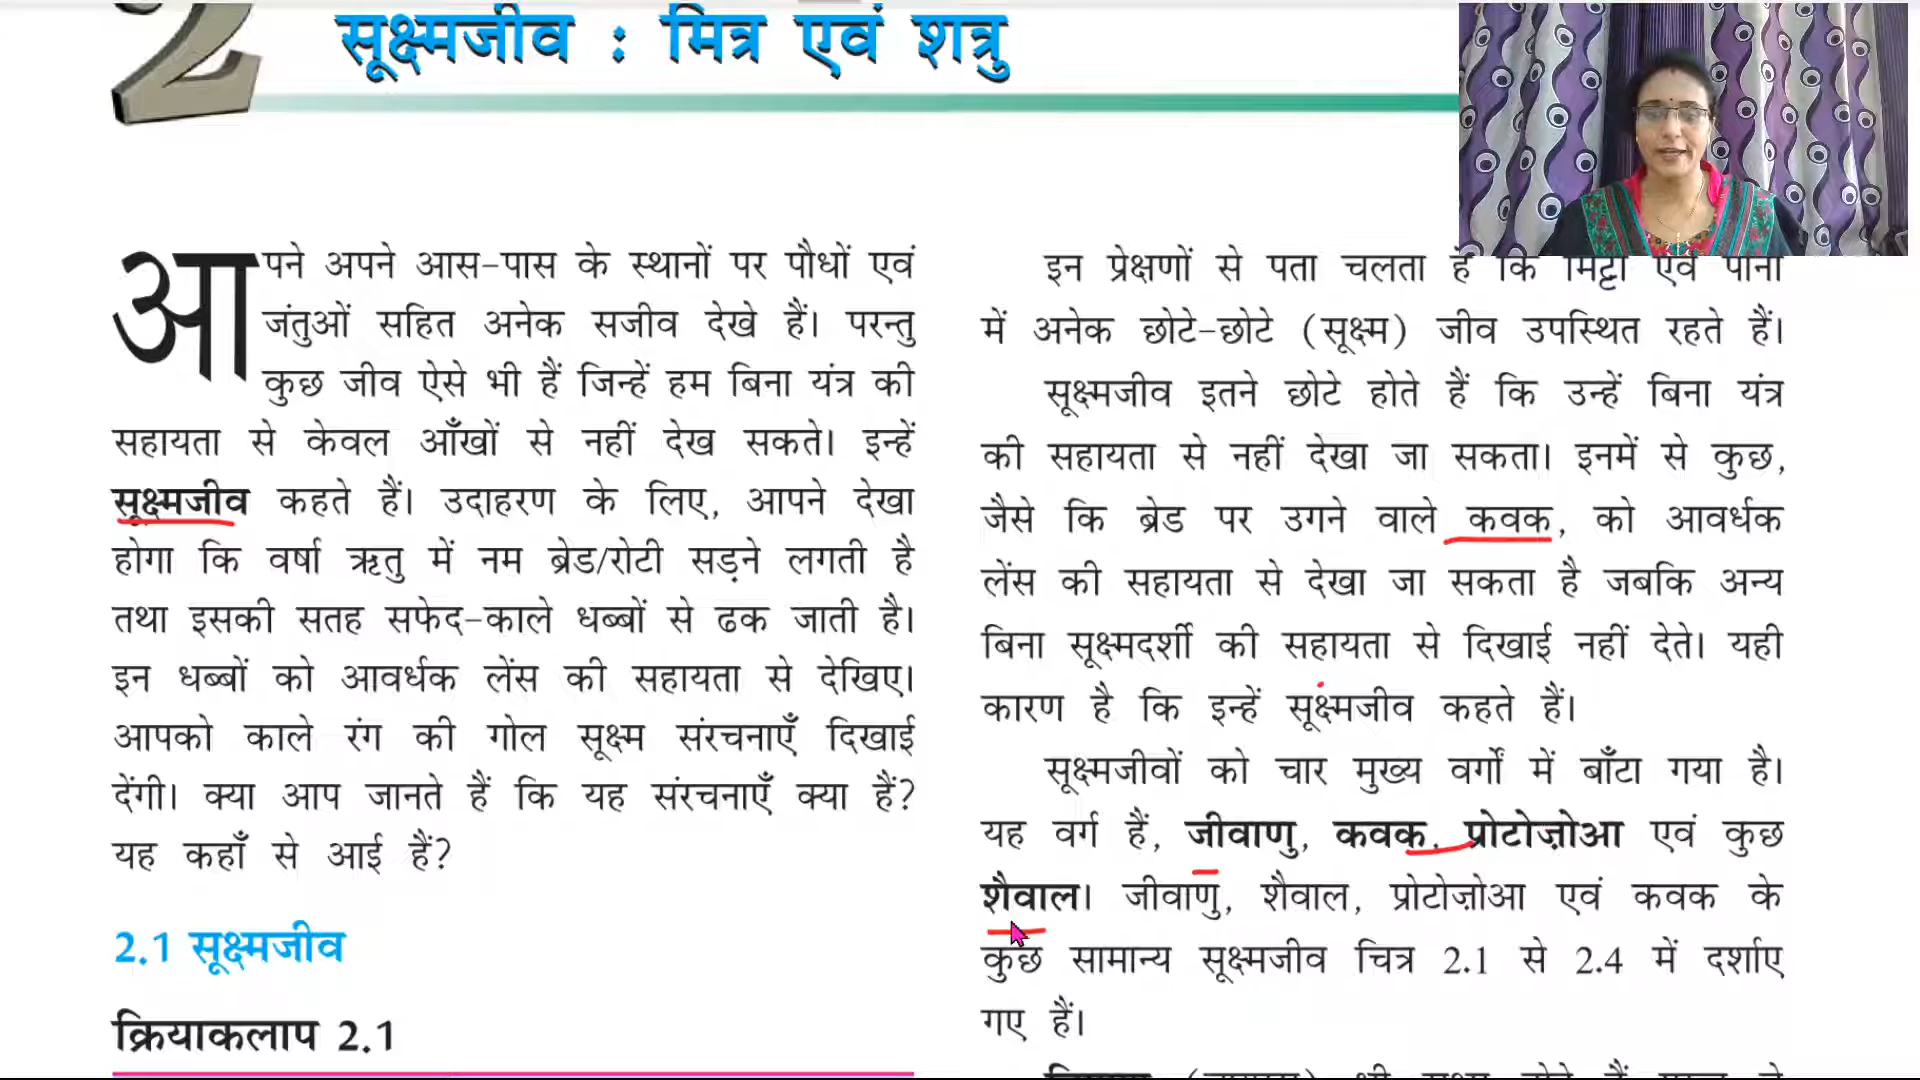 2
सूक्ष्मजीव : मित्र एवं शत्रु
आपने अपने आस-पास के स्थानों पर पौधों एवं
जंतुओं सहित अनेक सजीव देखे हैं। परन्तु
कुछ जीव ऐसे भी हैं जिन्हें हम बिना यंत्र की
सहायता से केवल आँखों से नहीं देख सकते। इन्हें
सूक्ष्मजीव कहते हैं। उदाहरण के लिए, आपने देखा
होगा कि वर्षा ऋतु में नम ब्रेड/रोटी सड़ने लगती है
तथा इसकी सतह सफेद-काले धब्बों से ढक जाती है।
इन धब्बों को आवर्धक लेंस की सहायता से देखिए।
आपको काले रंग की गोल सूक्ष्म संरचनाएँ दिखाई
देंगी। क्या आप जानते हैं कि यह संरचनाएँ क्या हैं?
यह कहाँ से आई हैं?
2.1 सूक्ष्मजीव
क्रियाकलाप 2.1
इन प्रेक्षणों से पता चलता है कि मिट्टी एवं पानी
में अनेक छोटे-छोटे (सूक्ष्म) जीव उपस्थित रहते हैं।
सूक्ष्मजीव इतने छोटे होते हैं कि उन्हें बिना यंत्र
की सहायता से नहीं देखा जा सकता। इनमें से कुछ,
जैसे कि ब्रेड पर उगने वाले कवक, को आवर्धक
लेंस की सहायता से देखा जा सकता है जबकि अन्य
बिना सूक्ष्मदर्शी की सहायता से दिखाई नहीं देते। यही
कारण है कि इन्हें सूक्ष्मजीव कहते हैं।
सूक्ष्मजीवों को चार मुख्य वर्गों में बाँटा गया है।
यह वर्ग हैं, जीवाणु, कवक, प्रोटोज़ोआ एवं कुछ
शैवाल। जीवाणु, शैवाल, प्रोटोज़ोआ एवं कवक के
कुछ सामान्य सूक्ष्मजीव चित्र 2.1 से 2.4 में दर्शाए
गए हैं।